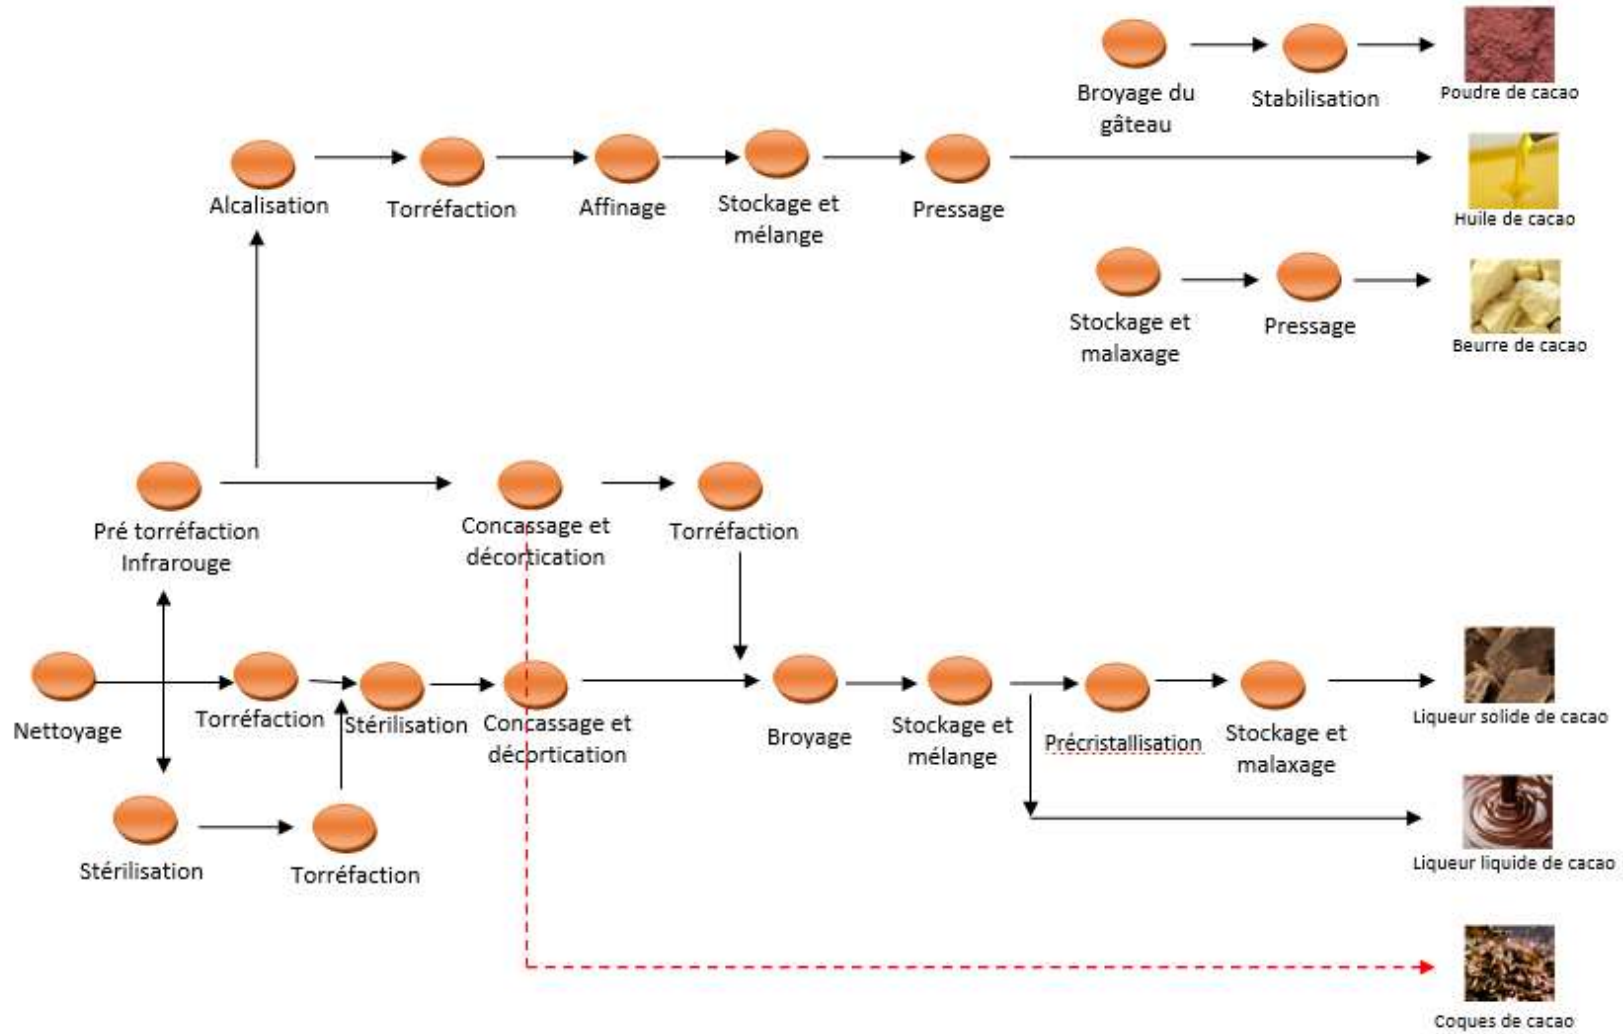 Broyage du
gâteau
Stabilisation
Poudre de cacao
Alcalisation
Torréfaction
Affinage
Stockage et
mélange
Pressage
Huile de cacao
Stockage et
malaxage
Pressage
Beurre de cacao
Pré torréfaction
Infrarouge
Concassage et
décortication
Torréfaction
Nettoyage
Torréfaction
Stérilisation
Concassage et
décortication
Broyage
Stockage et
mélange
Précristallisation
Stockage et
malaxage
Liqueur solide de cacao
Stérilisation
Torréfaction
Liqueur liquide de cacao
Coques de cacao